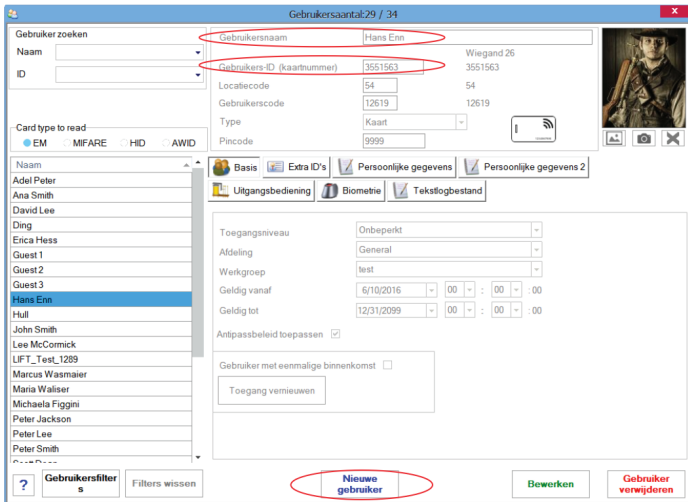 Gebruikersaantal:29 / 34
x
Gebruiker zoeken
Naam
ID
Gebruikersnaam Hans Enn
Wiegand 26
Gebruikers-ID (kaartnummer) 3551563 3551563
Locatiecode 54 54
Gebruikerscode 12619 12619
Type Kaart
Pincode 9999
Card type to read
EM MIFARE HID AWID
Naam
Adel Peter
Ana Smith
David Lee
Ding
Erica Hess
Guest 1
Guest 2
Guest 3
Hans Enn
Hull
John Smith
Lee McCormick
LIFT_Test_1289
Marcus Wasmaier
Maria Waliser
Michaela Figgini
Peter Jackson
Peter Lee
Peter Smith
Basis Extra ID's Persoonlijke gegevens Persoonlijke gegevens 2
Uitgangsbediening Biometrie Tekstlogbestand
Toegangsniveau Onbeperkt
Afdeling General
Werkgroep test
Geldig vanaf 6/10/2016 00 : 00 :00
Geldig tot 12/31/2099 00 : 00 :00
Antipassbeleid toepassen
Gebruiker met eenmalige binnenkomst
Toegang vernieuwen
?
Gebruikersfilter
s
Filters wissen
Nieuwe
gebruiker
Bewerken
Gebruiker
verwijderen